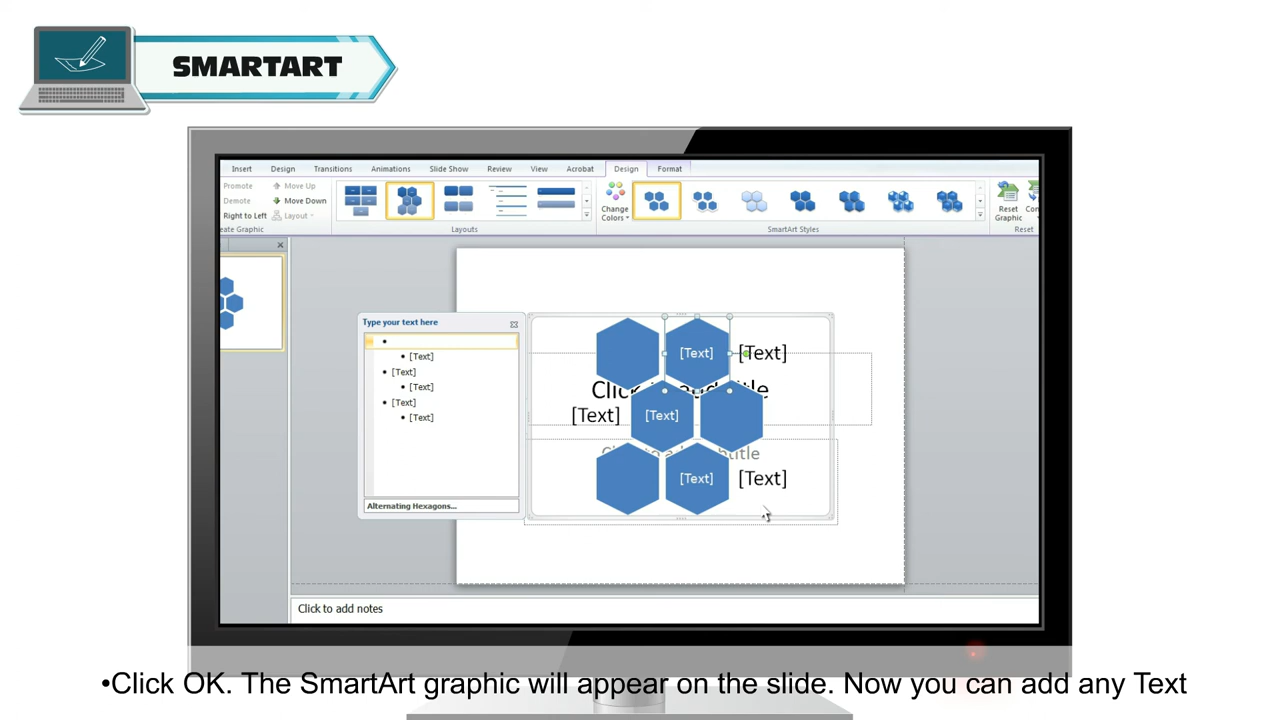 SMARTART
Insert Design Transitions Animations Slide Show Review View Acrobat Design Format
Promote Move Up
Demote Move Down
Right to Left Layout
eate Graphic
Layouts
Change
Colors
SmartArt Styles
Reset
Graphic
Con
Reset
Type your text here
[Text]
[Text]
[Text]
[Text]
[Text]
Alternating Hexagons...
[Text] [Text]
[Text] [Text]
[Text] [Text]
Click to add notes
•Click OK. The SmartArt graphic will appear on the slide. Now you can add any Text